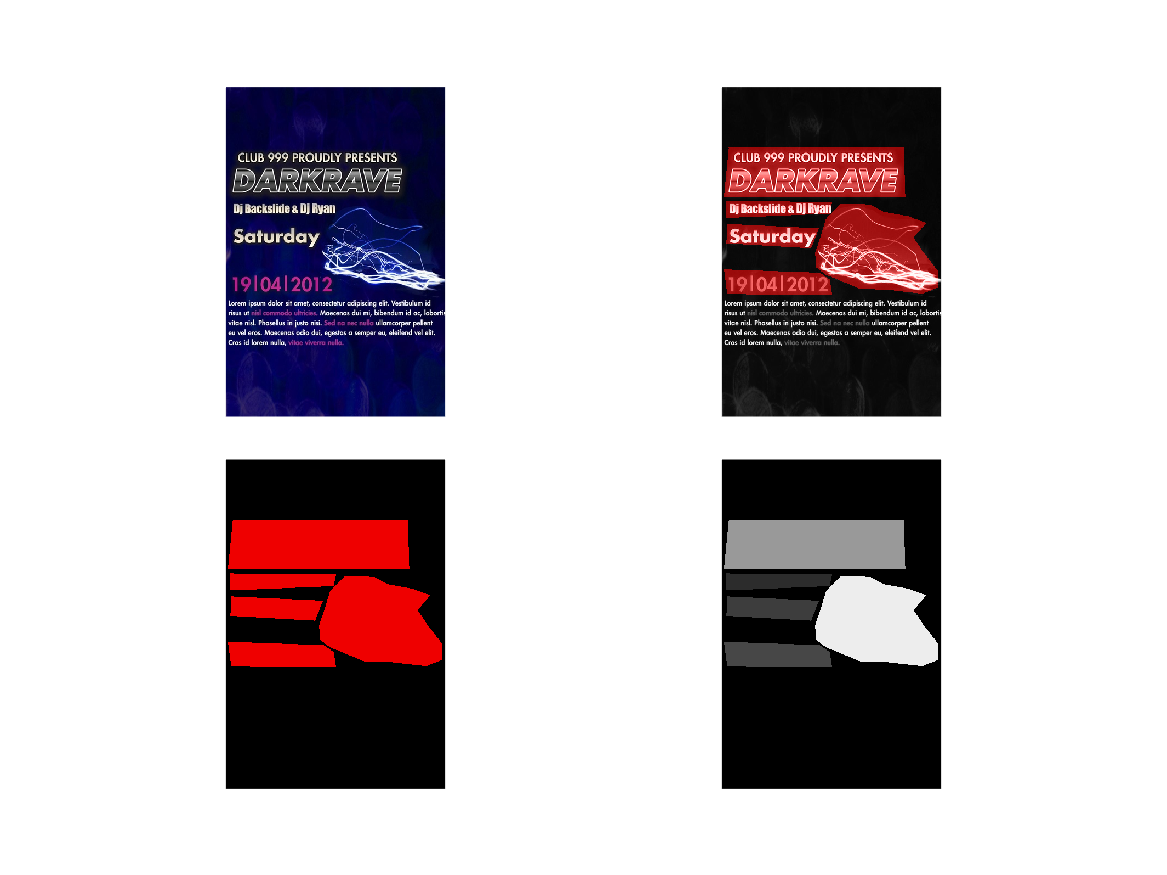 CLUB 999 PROUDLY PRESENTS
DARKRAVE
Dj Backslide & Dj Ryan
Saturday
19|04|2012
Lorem ipsum dolor sit amet, consectetur adipiscing elit. Vestibulum id
risus ut nisl commodo ultricies. Maecenas dui mi, bibendum id ac, lobortis
vitae nisl. Phasellus in justo nisi. Sed na sec nulla ullamcorper pellent
eu vel eros. Maecenas odio dui, egestas a semper eu, eleifend vel elit.
Cras id lorem nulla, vitae viverra nulla.
CLUB 999 PROUDLY PRESENTS
DARKRAVE
Dj Backslide & Dj Ryan
Saturday
19|04|2012
Lorem ipsum dolor sit amet, consectetur adipiscing elit. Vestibulum id
risus ut nisl commodo ultricies. Maecenas dui mi, bibendum id ac, lobortis
vitae nisl. Phasellus in justo nisi. Sed na sec nulla ullamcorper pellent
eu vel eros. Maecenas odio dui, egestas a semper eu, eleifend vel elit.
Cras id lorem nulla, vitae viverra nulla.